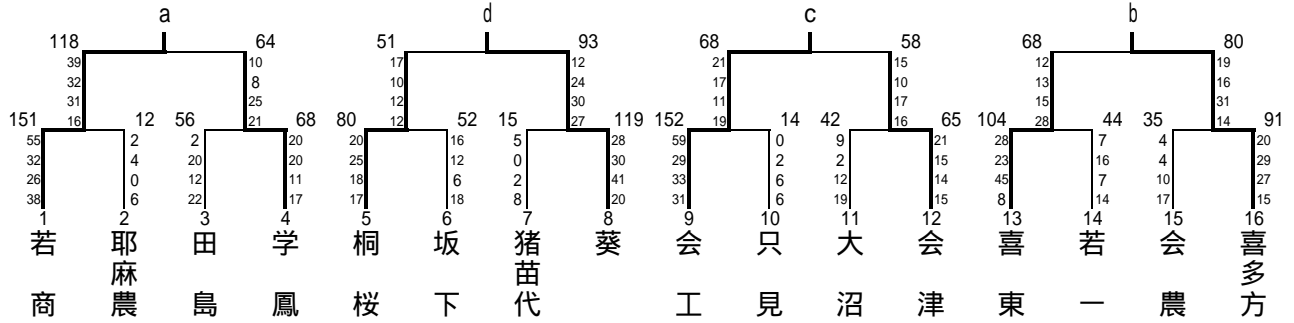 a d c b
118 64 51 93 68 58 68 80
39 10 17 12 21 15 12 19
32 8 10 24 17 10 13 16
31 25 12 30 11 17 15 31
16 21 12 27 19 16 28 14
151 12 56 68 80 52 15 119 152 14 42 65 104 44 35 91
55 2 2 20 20 16 5 28 59 0 9 21 28 7 4 20
32 4 20 20 25 12 0 30 29 2 2 15 23 16 4 29
26 0 12 11 18 6 2 41 33 6 12 14 45 7 10 27
38 6 22 17 17 18 8 20 31 6 19 15 8 14 17 15
1 2 3 4 5 6 7 8 9 10 11 12 13 14 15 16
若商
耶麻農
田島
学鳳
桐桜
坂下
猪苗代
葵
会工
只見
大沼
会津
喜東
若一
会農
喜多方